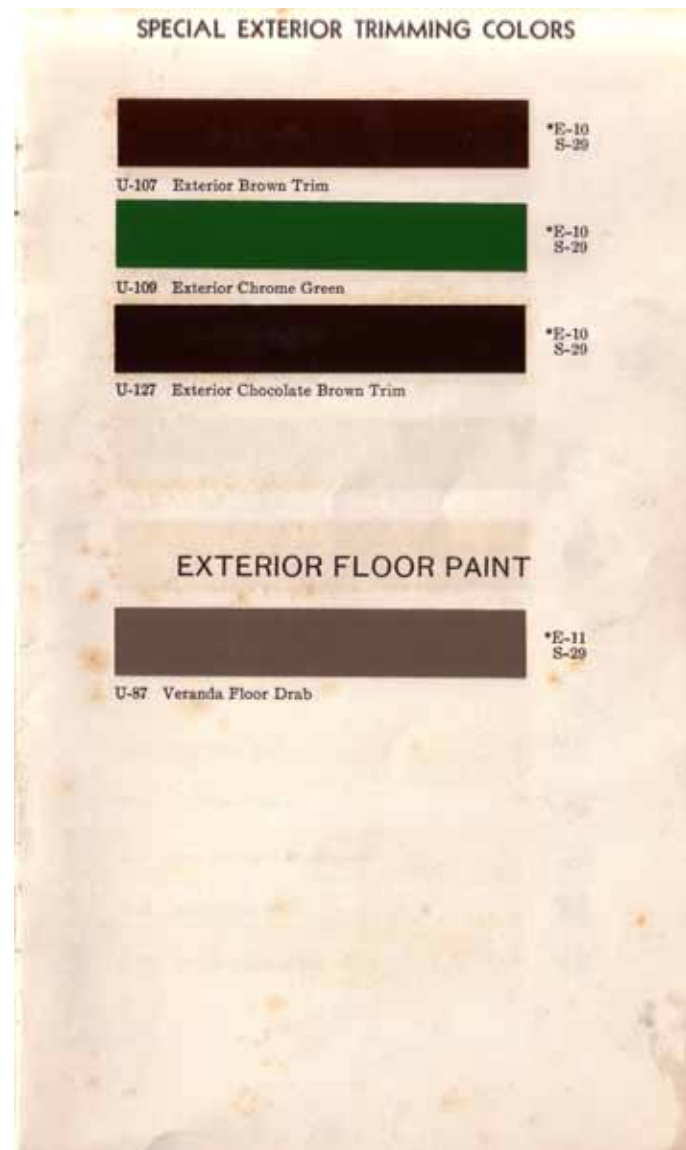 SPECIAL EXTERIOR TRIMMING COLORS
*E-10
S-29
U-107 Exterior Brown Trim
*E-10
S-29
U-109 Exterior Chrome Green
*E-10
S-29
U-127 Exterior Chocolate Brown Trim
EXTERIOR FLOOR PAINT
*E-11
S-29
U-87 Veranda Floor Drab